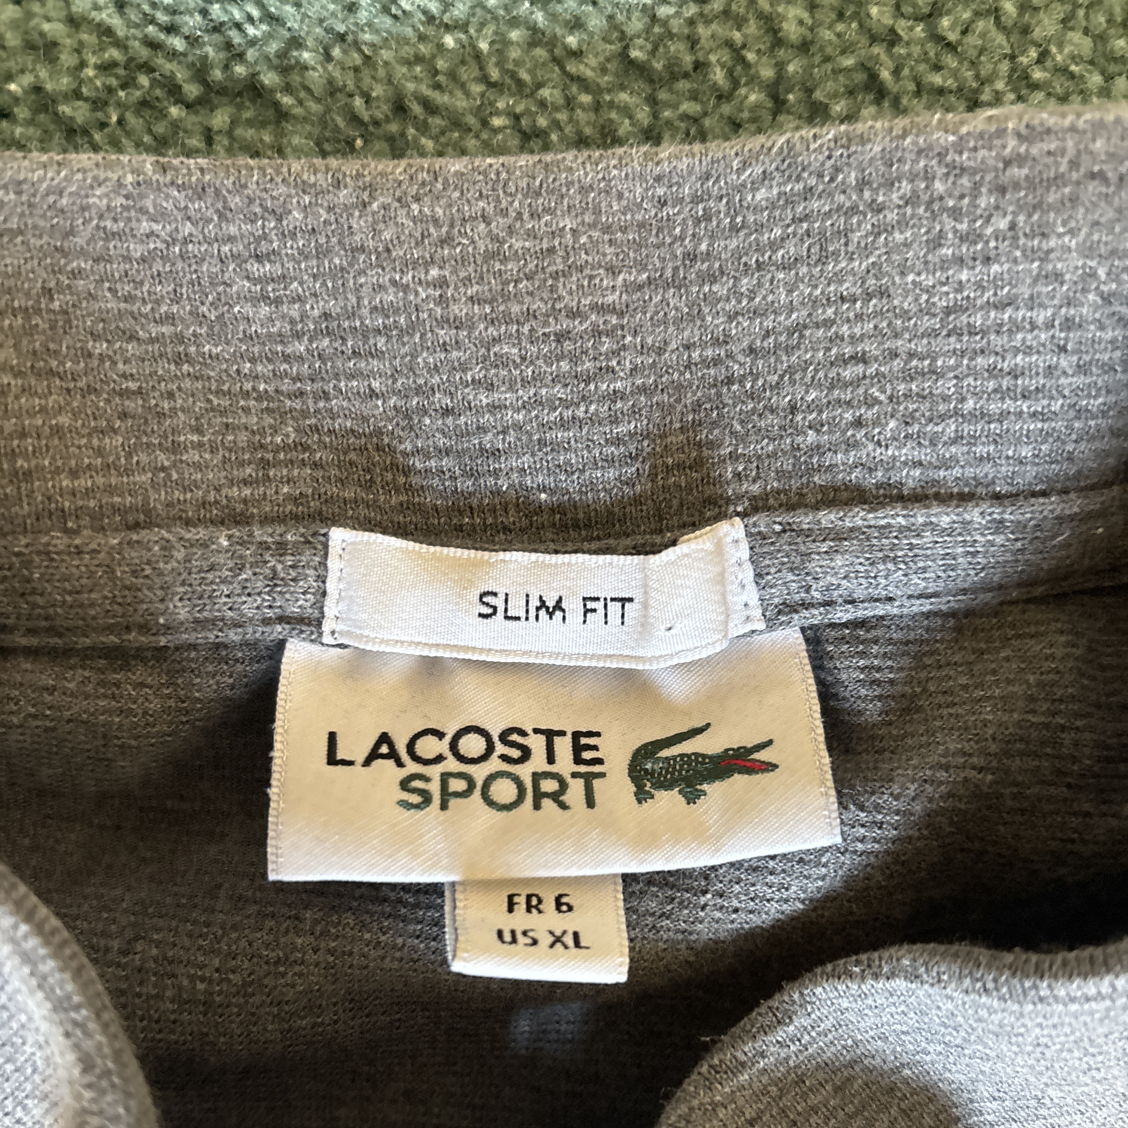 SLIM FIT
LACOSTE
SPORT
FR 6
US XL